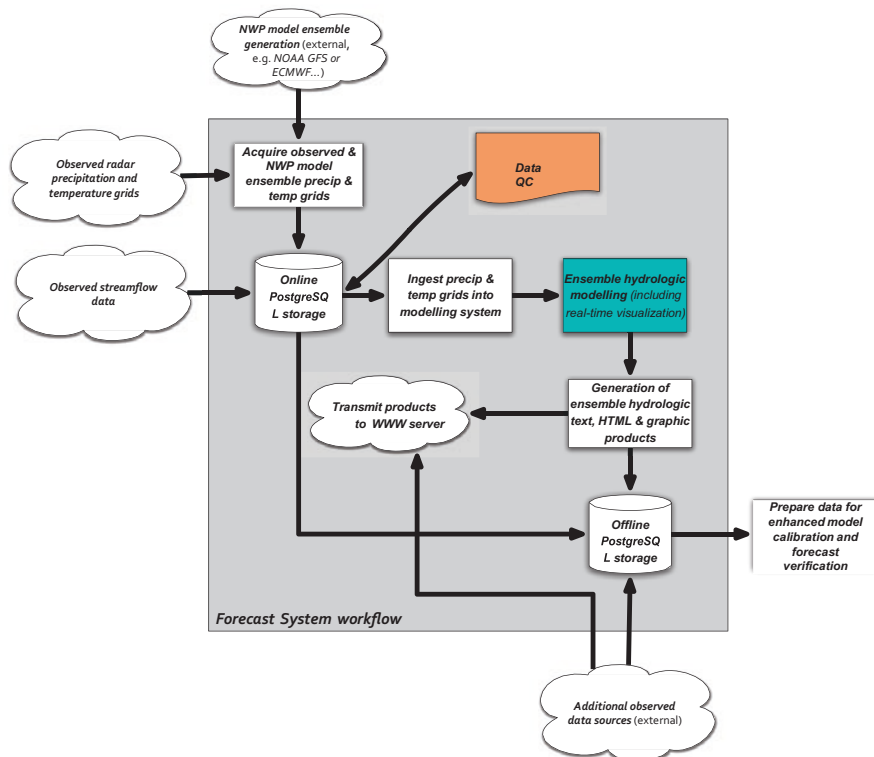 NWP model ensemble
generation (external,
e.g. NOAA GFS or
ECMWF...)
Observed radar
precipitation and
temperature grids
Acquire observed &
NWP model
ensemble precip &
temp grids
Data
QC
Observed streamflow
data
Online
PostgreSQ
L storage
Ingest precip &
temp grids into
modelling system
Ensemble hydrologic
modelling (including
real-time visualization)
Transmit products
to WWW server
Generation of
ensemble hydrologic
text, HTML & graphic
products
Offline
PostgreSQ
L storage
Prepare data for
enhanced model
calibration and
forecast
verification
Forecast System workflow
Additional observed
data sources (external)